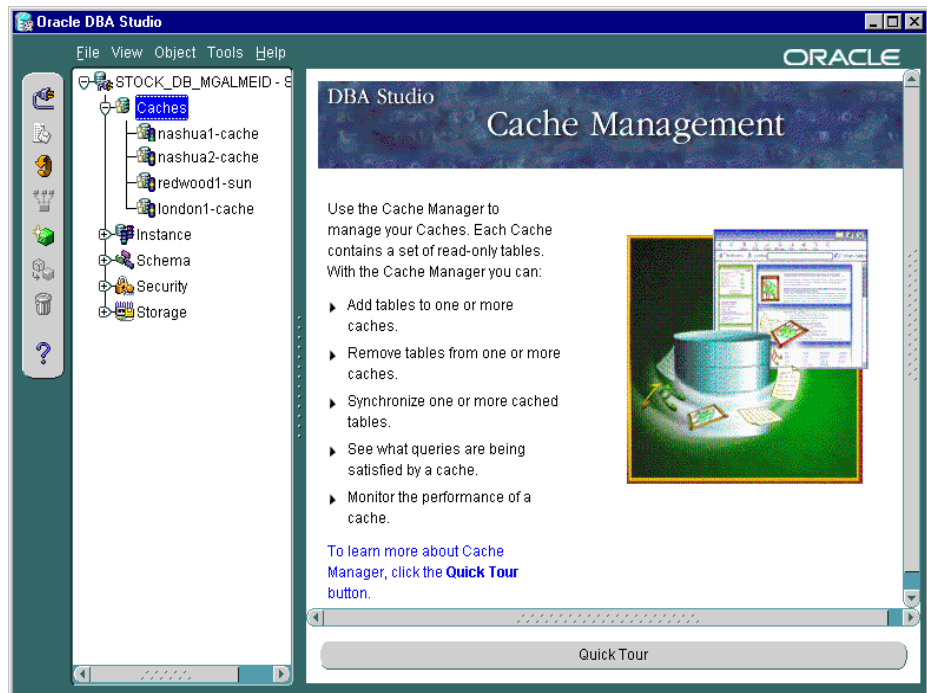 Oracle DBA Studio
File View Object Tools Help
ORACLE
STOCK_DB_MGALMEID - S
Caches
nashua1-cache
nashua2-cache
redwood1-sun
london1-cache
Instance
Schema
Security
Storage
DBA Studio
Cache Management
Use the Cache Manager to
manage your Caches. Each Cache
contains a set of read-only tables.
With the Cache Manager you can:
Add tables to one or more
caches.
Remove tables from one or more
caches.
Synchronize one or more cached
tables.
See what queries are being
satisfied by a cache.
Monitor the performance of a
cache.
To learn more about Cache
Manager, click the Quick Tour
button.
Quick Tour